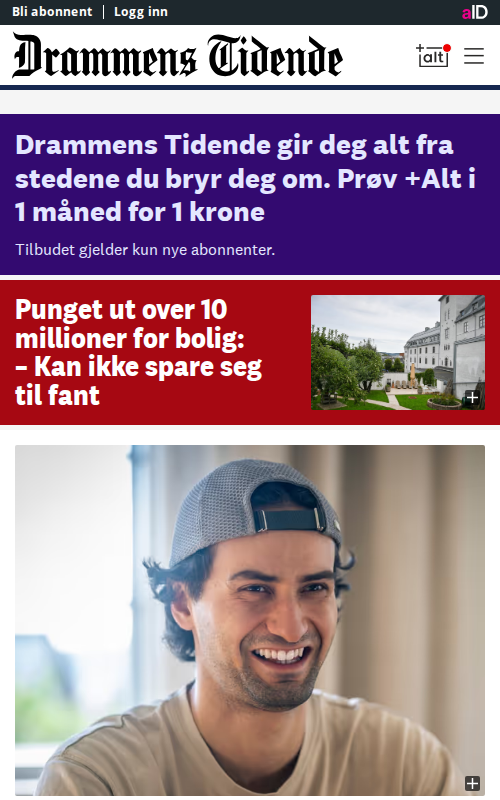 Bli abonnent
Logg inn
aID
Drammens Tidende
+alt
Drammens Tidende gir deg alt fra
stedene du bryr deg om. Prøv +Alt i
1 måned for 1 krone
Tilbudet gjelder kun nye abonnenter.
Punget ut over 10
millioner for bolig:
– Kan ikke spare seg
til fant